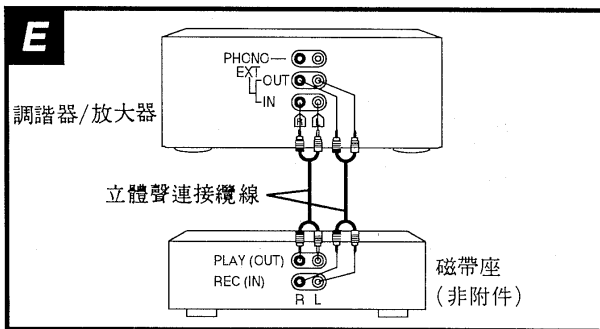 E
PHONO
EXT
OUT
IN
調諧器/放大器
R L
立體聲連接纜線
PLAY (OUT)
REC (IN)
R L
磁帶座
(非附件)